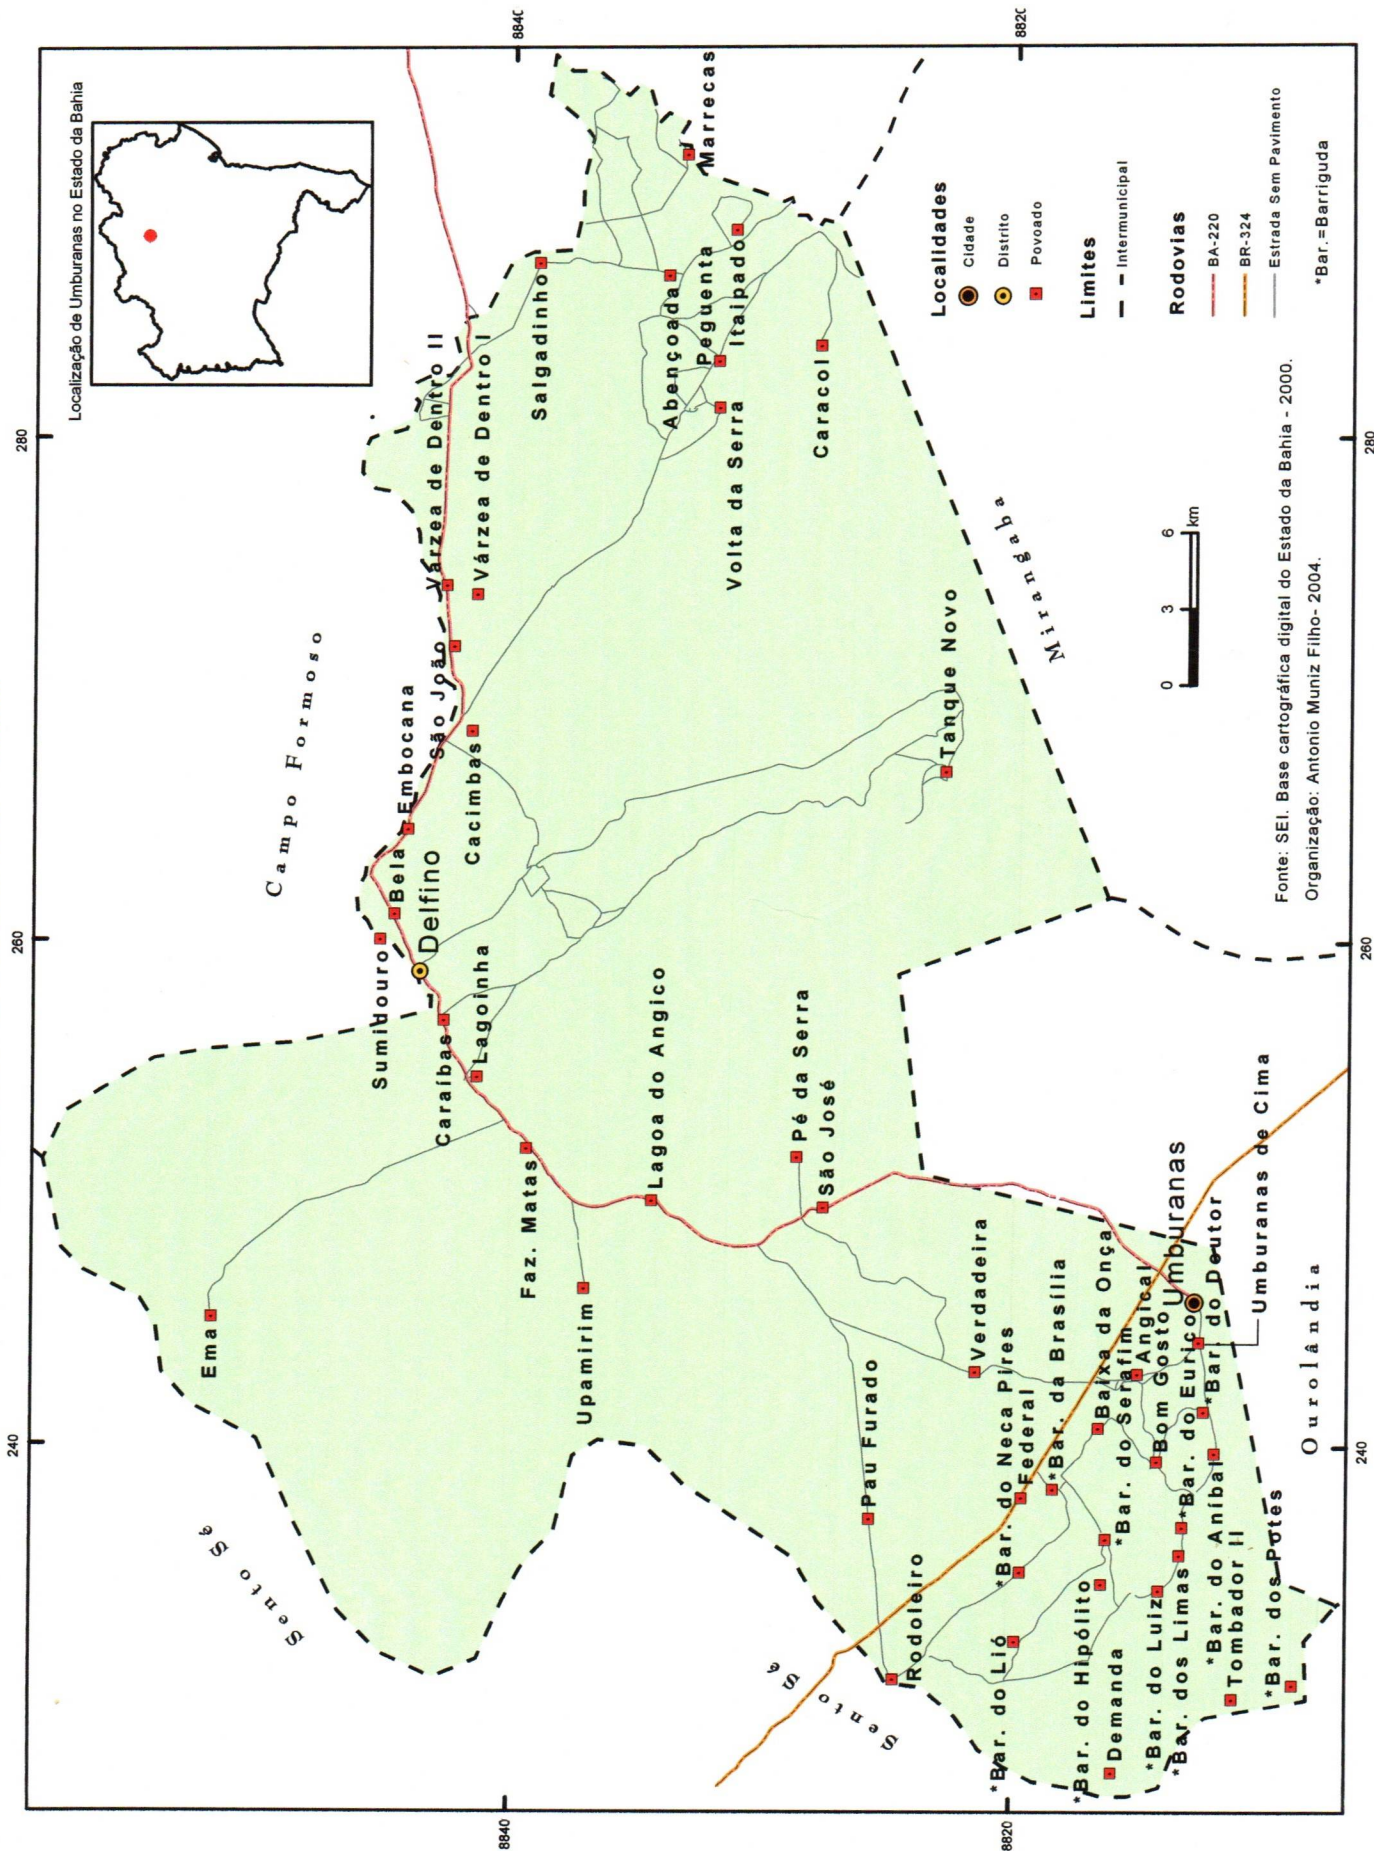 Localização de Umburanas no Estado da Bahia
240
260
280
8840
8820
8840
8820
240
260
280
Campo Formoso
Sento Sé
Sento Sé
Mirangaba
Ourolândia
Ema
Sumidouro
Bela
Embocana
Delfino
Caraíbas
Lagoinha
Cacimbas
São João
Várzea de Dentro II
Várzea de Dentro I
Salgadinho
Marrecas
Abençoada
Peguenta
Itaipado
Volta da Serra
Caracol
Tanque Novo
Faz. Matas
Upamirim
Lagoa do Angico
Pé da Serra
São José
Verdadeira
Pau Furado
Rodoleiro
*Bar. do Neca Pires
Federal
*Bar. da Brasília
Baixa da Onça
*Bar. do Serafim
Angical
Bom Gosto
Umburanas
*Bar. do Eurico
*Bar. do Deutor
Umburanas de Cima
*Bar. do Lió
*Bar. do Hipólito
Demanda
*Bar. do Luiz
*Bar. dos Limas
*Bar. do Aníbal
Tombador II
*Bar. dos Potes
0 3 6 km
Localidades
Cidade
Distrito
Povoado
Limites
Intermunicipal
Rodovias
BA-220
BR-324
Estrada Sem Pavimento
*Bar.=Barriguda
Fonte: SEI. Base cartográfica digital do Estado da Bahia - 2000.
Organização: Antonio Muniz Filho- 2004.